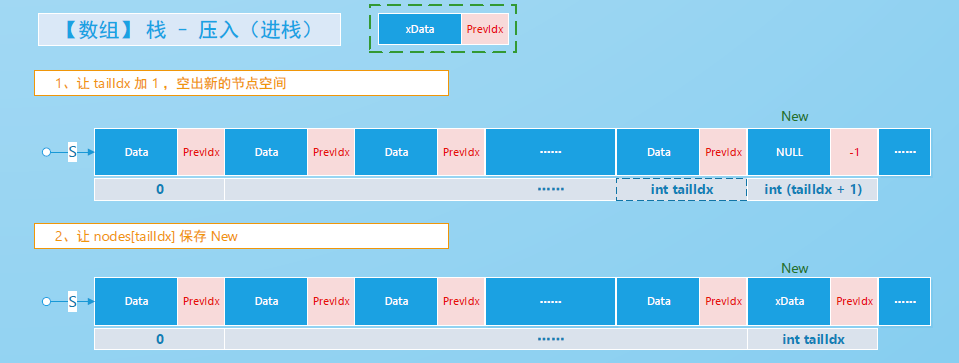 【数组】栈 – 压入（进栈）
xData PrevIdx
1、让 tailIdx 加 1 ，空出新的节点空间
New
S Data PrevIdx Data PrevIdx Data PrevIdx ······ Data PrevIdx NULL -1 ······
0 ······ int tailIdx int (tailIdx + 1)
2、让 nodes[tailIdx] 保存 New
New
S Data PrevIdx Data PrevIdx Data PrevIdx ······ Data PrevIdx xData PrevIdx ······
0 ······ int tailIdx